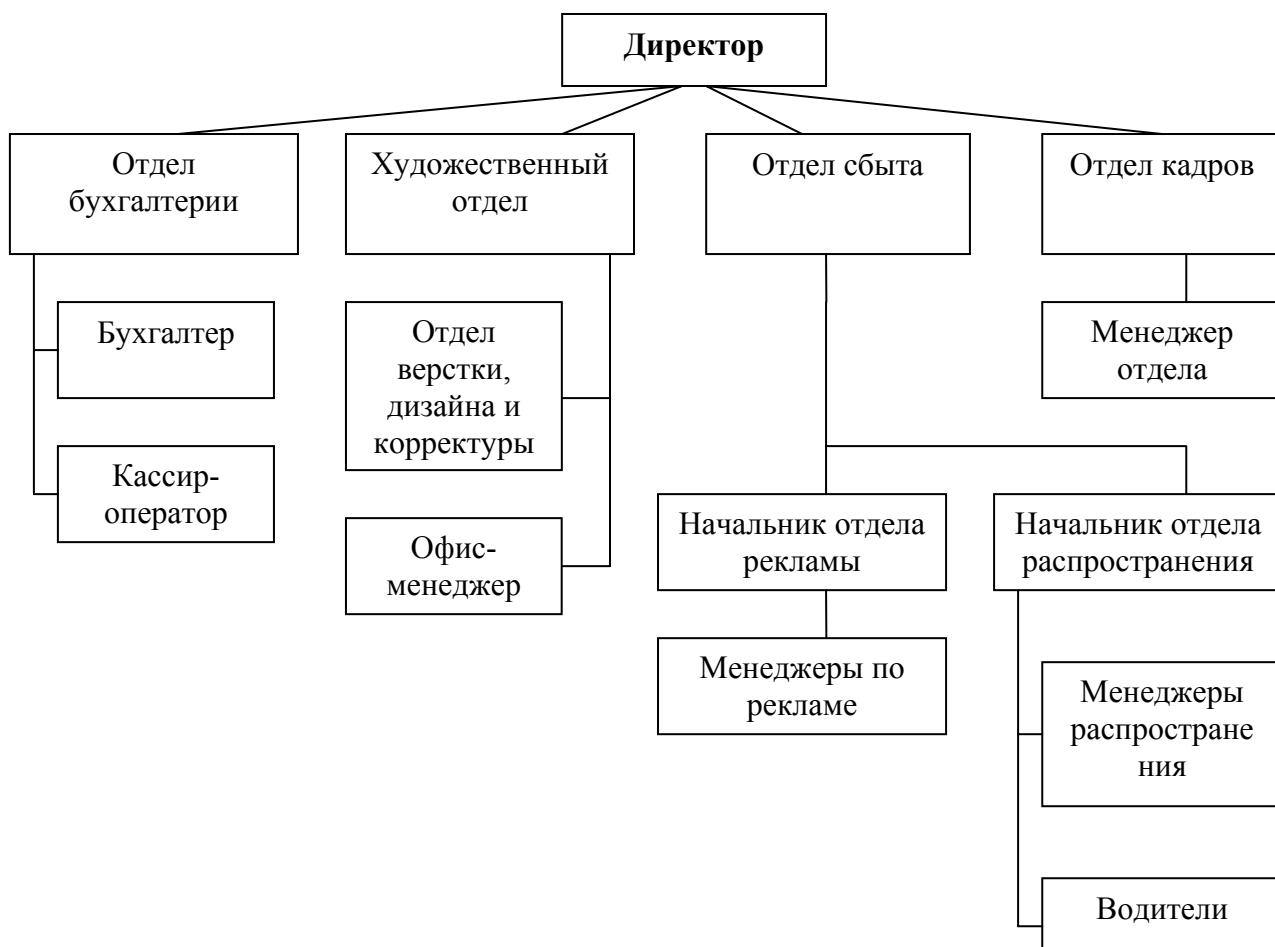 Директор
Отдел
бухгалтерии
Художественный
отдел
Отдел сбыта
Отдел кадров
Бухгалтер
Отдел
верстки,
дизайна и
корректуры
Менеджер
отдела
Кассир-
оператор
Офис-
менеджер
Начальник отдела
рекламы
Начальник отдела
распространения
Менеджеры по
рекламе
Менеджеры
распростране
ния
Водители